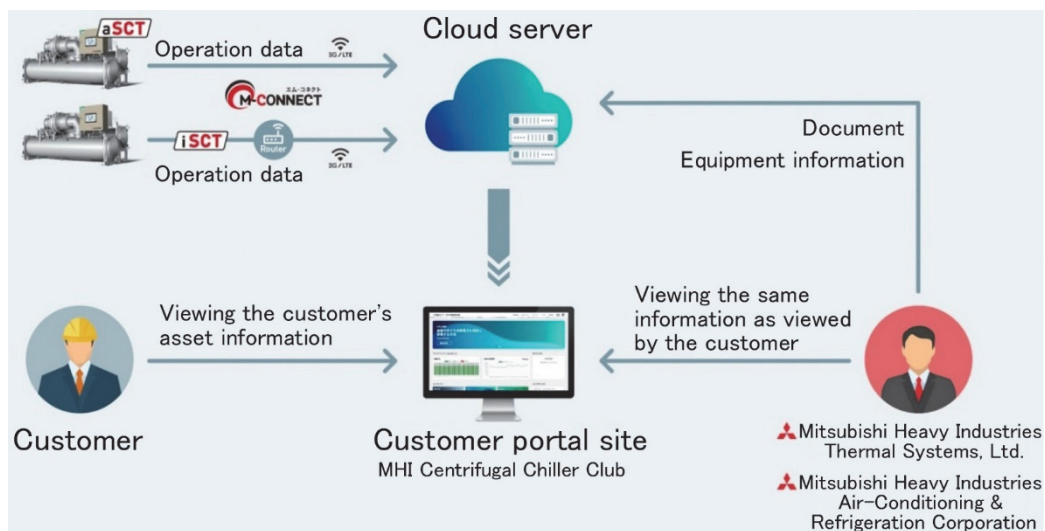 aSCT
Operation data
3G/LTE
Cloud server
エム・コネクト
M-CONNECT
iSCT
Router
3G/LTE
Operation data
Document
Equipment information
Viewing the customer's
asset information
Viewing the same
information as viewed
by the customer
Customer
Customer portal site
MHI Centrifugal Chiller Club
Mitsubishi Heavy Industries
Thermal Systems, Ltd.
Mitsubishi Heavy Industries
Air-Conditioning &
Refrigeration Corporation